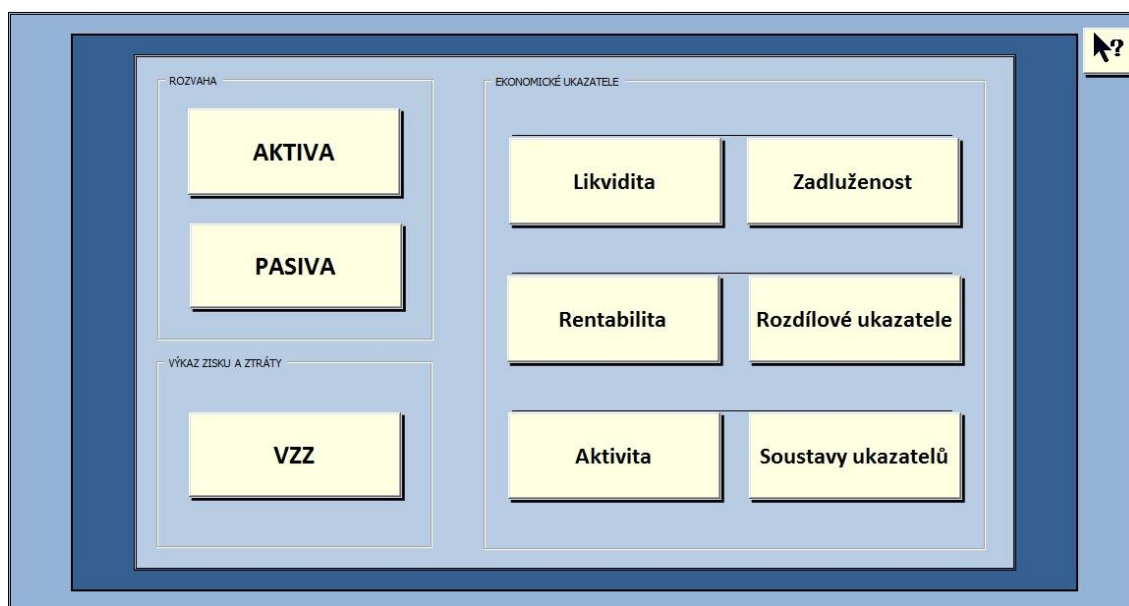 ROZVAHA
AKTIVA
PASIVA
VÝKAZ ZISKU A ZTRÁTY
VZZ
EKONOMICKÉ UKAZATELE
Likvidita
Zadluženost
Rentabilita
Rozdílové ukazatele
Aktivita
Soustavy ukazatelů
?